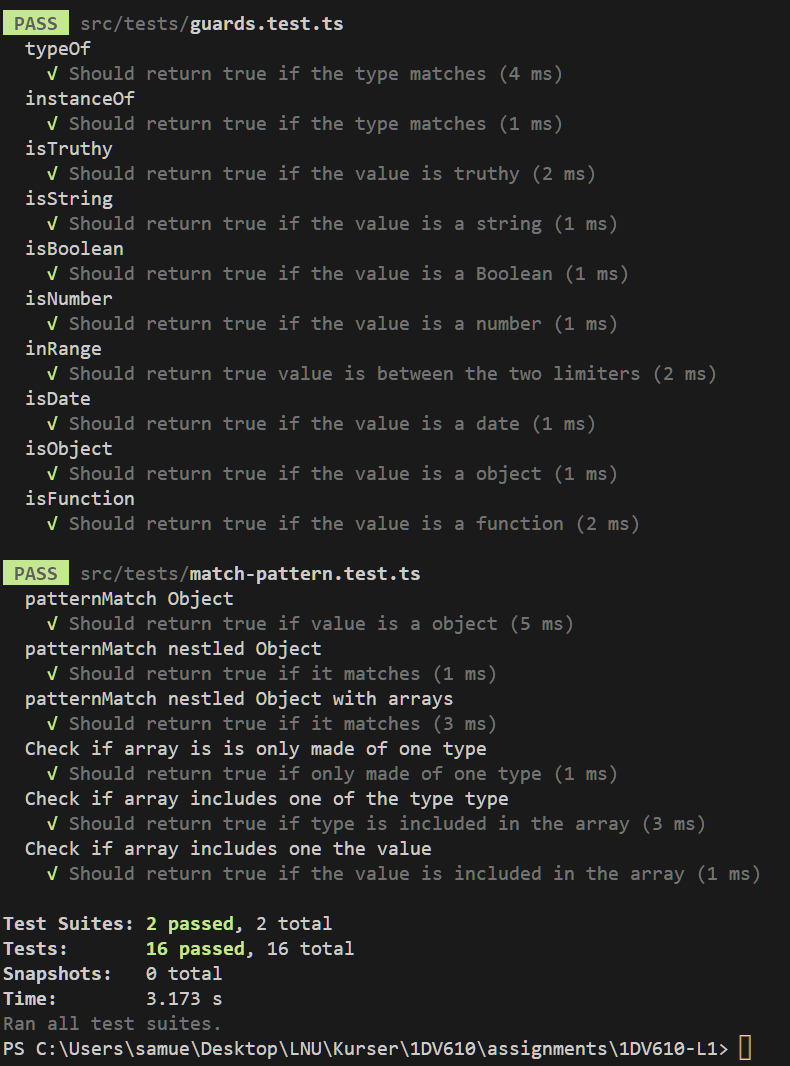 PASS src/tests/guards.test.ts
typeOf
√ Should return true if the type matches (4 ms)
instanceOf
√ Should return true if the type matches (1 ms)
isTruthy
√ Should return true if the value is truthy (2 ms)
isString
√ Should return true if the value is a string (1 ms)
isBoolean
√ Should return true if the value is a Boolean (1 ms)
isNumber
√ Should return true if the value is a number (1 ms)
inRange
√ Should return true value is between the two limiters (2 ms)
isDate
√ Should return true if the value is a date (1 ms)
isObject
√ Should return true if the value is a object (1 ms)
isFunction
√ Should return true if the value is a function (2 ms)
PASS src/tests/match-pattern.test.ts
patternMatch Object
√ Should return true if value is a object (5 ms)
patternMatch nestled Object
√ Should return true if it matches (1 ms)
patternMatch nestled Object with arrays
√ Should return true if it matches (3 ms)
Check if array is is only made of one type
√ Should return true if only made of one type (1 ms)
Check if array includes one of the type type
√ Should return true if type is included in the array (3 ms)
Check if array includes one the value
√ Should return true if the value is included in the array (1 ms)
Test Suites: 2 passed, 2 total
Tests: 16 passed, 16 total
Snapshots: 0 total
Time: 3.173 s
Ran all test suites.
PS C:\Users\samue\Desktop\LNU\Kurser\1DV610\assignments\1DV610-L1>